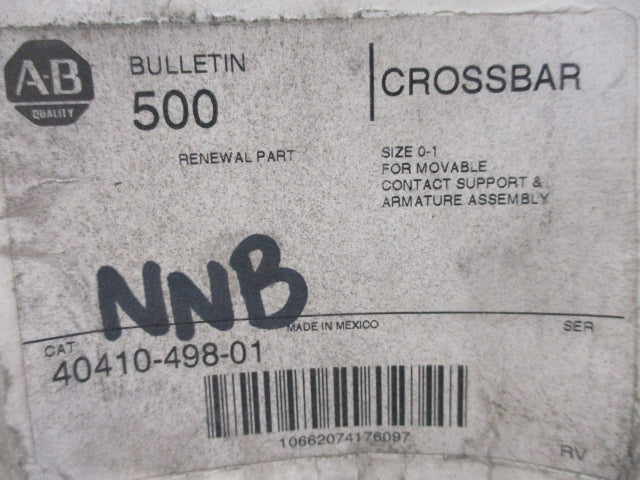 A-B
QUALITY
BULLETIN
500
RENEWAL PART
CROSSBAR
SIZE 0-1
FOR MOVABLE
CONTACT SUPPORT &
ARMATURE ASSEMBLY
NNB
MADE IN MEXICO
SER
CAT
40410-498-01
10662074176097
RV